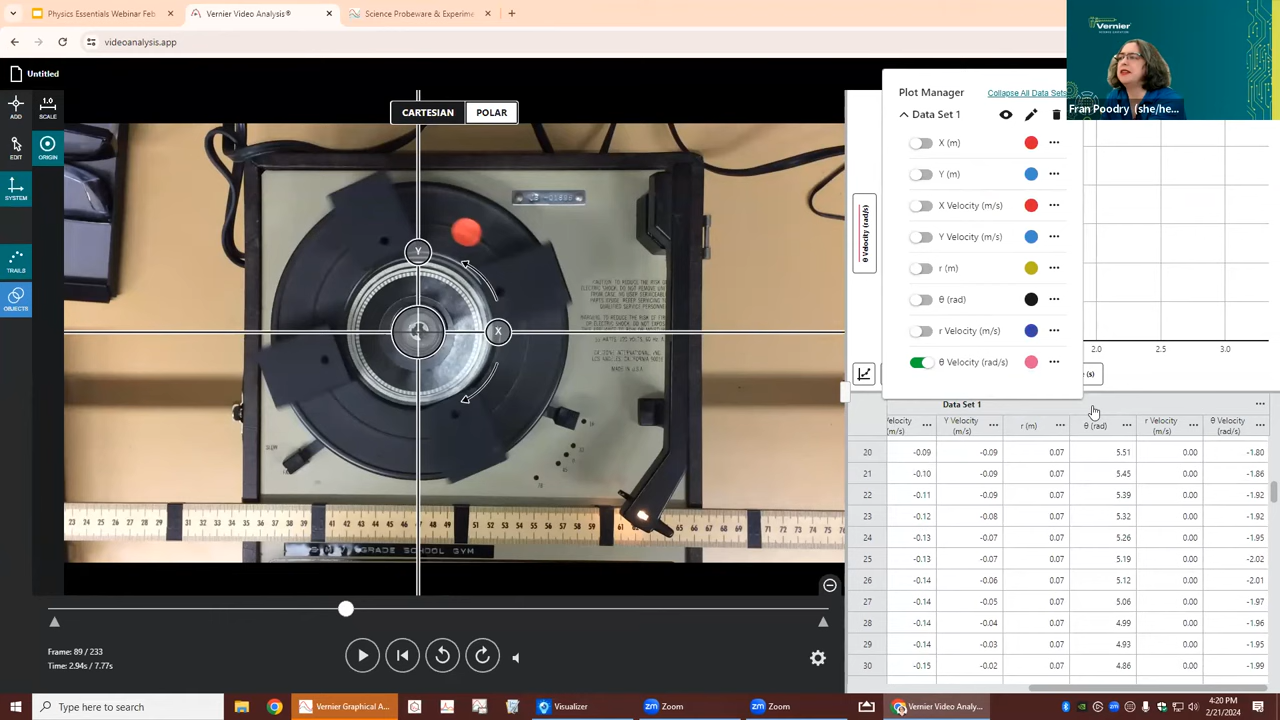 Physics Essentials Webinar Feb
Vernier Video Analysis®
Science Probeware & Experime
videoanalysis.app
Untitled
Vernier
SCIENCE EDUCATION
Fran Poodry (she/he...
ADD
1.0
SCALE
EDIT
ORIGIN
SYSTEM
TRAILS
OBJECTS
CARTESIAN
POLAR
Y
X
MADE IN U.S.A.
GRADE SCHOOL GYM
Plot Manager
Collapse All Data Sets
Data Set 1
X (m)
Y (m)
X Velocity (m/s)
Y Velocity (m/s)
r (m)
θ (rad)
r Velocity (m/s)
θ Velocity (rad/s)
θ Velocity (rad/s)
2.0 2.5 3.0
(s)
Data Set 1
Velocity (m/s) Y Velocity (m/s) r (m) θ (rad) r Velocity (m/s) θ Velocity (rad/s)
20 -0.09 -0.09 0.07 5.51 0.00 -1.80
21 -0.10 -0.09 0.07 5.45 0.00 -1.86
22 -0.11 -0.09 0.07 5.39 0.00 -1.92
23 -0.12 -0.08 0.07 5.32 0.00 -1.92
24 -0.13 -0.07 0.07 5.26 0.00 -1.95
25 -0.13 -0.07 0.07 5.19 0.00 -2.02
26 -0.14 -0.06 0.07 5.12 0.00 -2.01
27 -0.14 -0.05 0.07 5.06 0.00 -1.97
28 -0.14 -0.04 0.07 4.99 0.00 -1.96
29 -0.14 -0.03 0.07 4.93 0.00 -1.95
30 -0.15 -0.02 0.07 4.86 0.00 -1.99
Frame: 89 / 233
Time: 2.94s / 7.77s
Type here to search
Vernier Graphical A...
Visualizer
Zoom
Zoom
Vernier Video Analy...
4:20 PM
2/21/2024